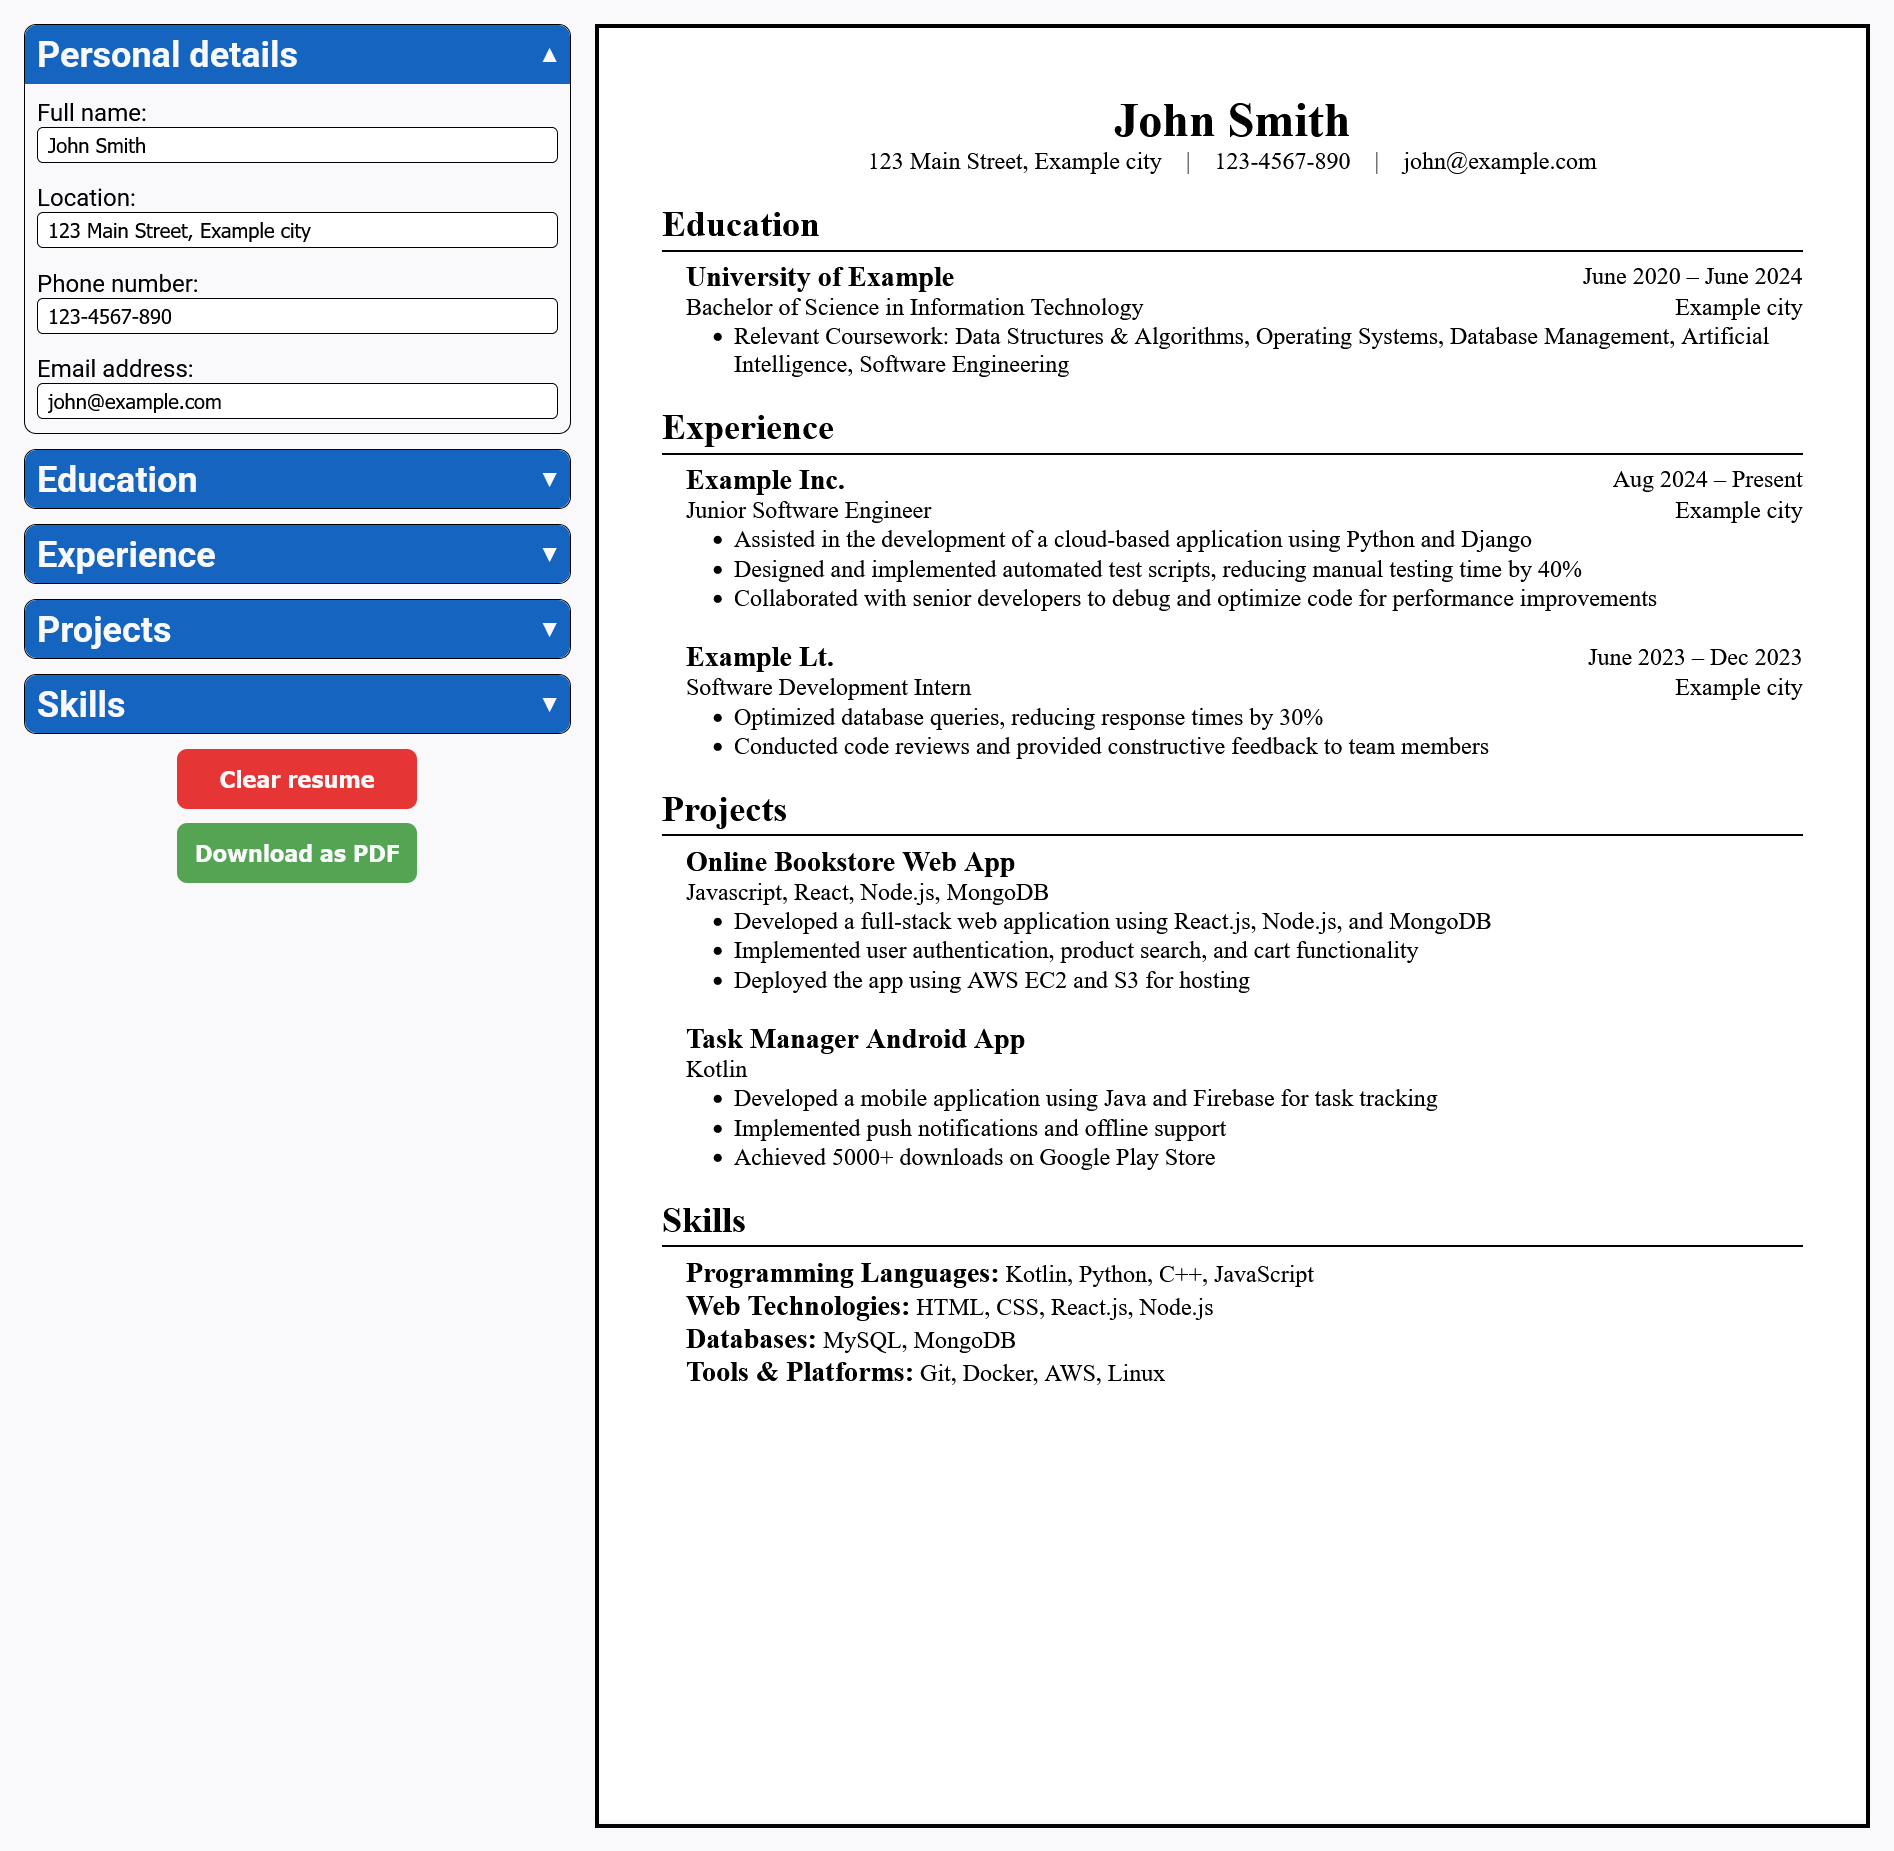 Personal details ▲
Full name:
John Smith
Location:
123 Main Street, Example city
Phone number:
123-4567-890
Email address:
john@example.com
Education ▼
Experience ▼
Projects ▼
Skills ▼
Clear resume
Download as PDF
John Smith
123 Main Street, Example city | 123-4567-890 | john@example.com
Education
University of Example June 2020 – June 2024
Bachelor of Science in Information Technology Example city
• Relevant Coursework: Data Structures & Algorithms, Operating Systems, Database Management, Artificial
Intelligence, Software Engineering
Experience
Example Inc. Aug 2024 – Present
Junior Software Engineer Example city
• Assisted in the development of a cloud-based application using Python and Django
• Designed and implemented automated test scripts, reducing manual testing time by 40%
• Collaborated with senior developers to debug and optimize code for performance improvements
Example Lt. June 2023 – Dec 2023
Software Development Intern Example city
• Optimized database queries, reducing response times by 30%
• Conducted code reviews and provided constructive feedback to team members
Projects
Online Bookstore Web App
Javascript, React, Node.js, MongoDB
• Developed a full-stack web application using React.js, Node.js, and MongoDB
• Implemented user authentication, product search, and cart functionality
• Deployed the app using AWS EC2 and S3 for hosting
Task Manager Android App
Kotlin
• Developed a mobile application using Java and Firebase for task tracking
• Implemented push notifications and offline support
• Achieved 5000+ downloads on Google Play Store
Skills
Programming Languages: Kotlin, Python, C++, JavaScript
Web Technologies: HTML, CSS, React.js, Node.js
Databases: MySQL, MongoDB
Tools & Platforms: Git, Docker, AWS, Linux